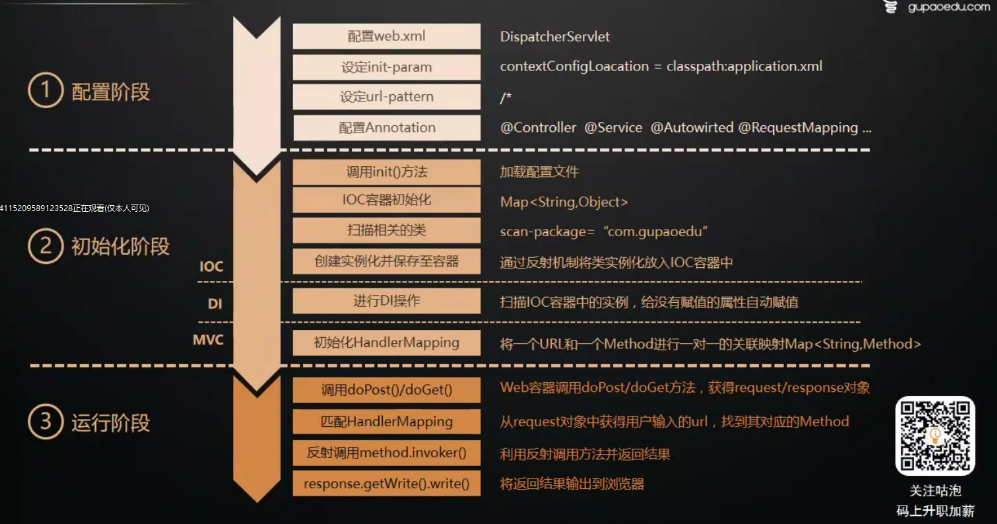 gupaoedu.com
配置web.xml DispatcherServlet
设定init-param contextConfigLoacation = classpath:application.xml
① 配置阶段
设定url-pattern /*
配置Annotation @Controller @Service @Autowirted @RequestMapping ...
调用init()方法 加载配置文件
IOC容器初始化 Map<String,Object>
4115209589123528正在观看(仅本人可见)
扫描相关的类 scan-package= “com.gupaoedu”
② 初始化阶段
IOC
创建实例化并保存至容器 通过反射机制将类实例化放入IOC容器中
DI
进行DI操作 扫描IOC容器中的实例，给没有赋值的属性自动赋值
MVC
初始化HandlerMapping 将一个URL和一个Method进行一对一的关联映射Map<String,Method>
调用doPost()/doGet() Web容器调用doPost/doGet方法，获得request/response对象
③ 运行阶段
匹配HandlerMapping 从request对象中获得用户输入的url，找到其对应的Method
反射调用method.invoker() 利用反射调用方法并返回结果
response.getWrite().write() 将返回结果输出到浏览器
关注咕泡
码上升职加薪